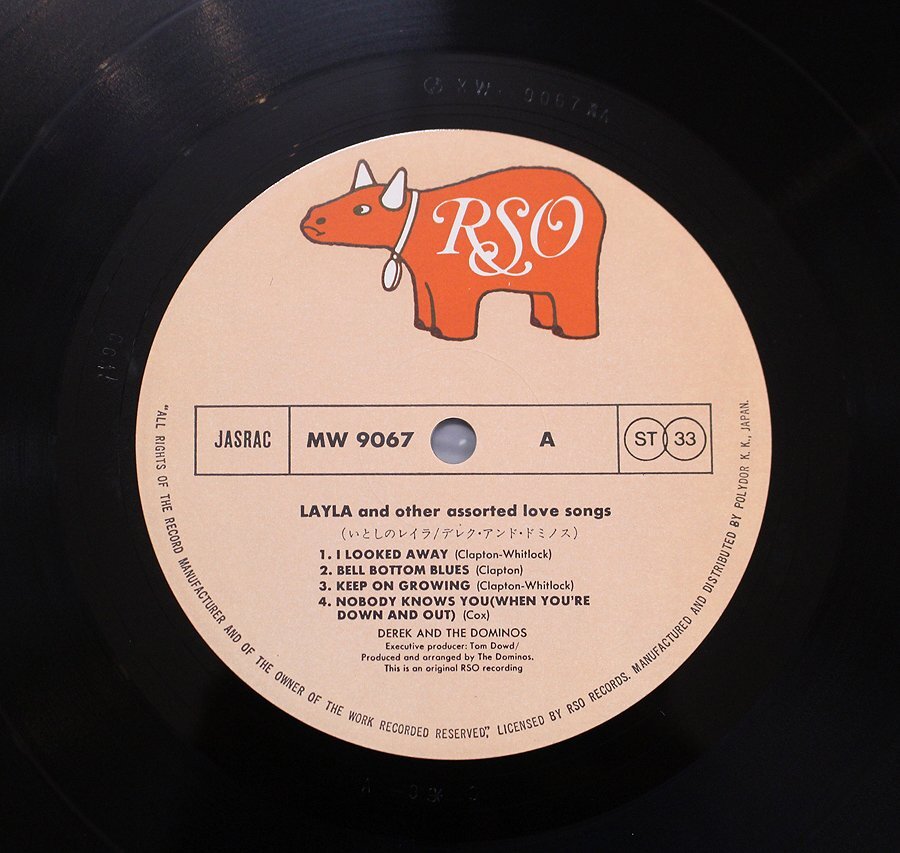 XW- 9067 AA
RSO
JASRAC
MW 9067
A
ST 33
LAYLA and other assorted love songs
(いとしのレイラ/デレク・アンド・ドミノス)
1. I LOOKED AWAY (Clapton-Whitlock)
2. BELL BOTTOM BLUES (Clapton)
3. KEEP ON GROWING (Clapton-Whitlock)
4. NOBODY KNOWS YOU(WHEN YOU'RE
DOWN AND OUT) (Cox)
DEREK AND THE DOMINOS
Executive producer: Tom Dowd/
Produced and arranged by The Dominos.
This is an original RSO recording
"ALL RIGHTS OF THE RECORD MANUFACTURER AND OF THE OWNER OF THE WORK RECORDED RESERVED", LICENSED BY RSO RECORDS. MANUFACTURED AND DISTRIBUTED BY POLYDOR K. K., JAPAN.